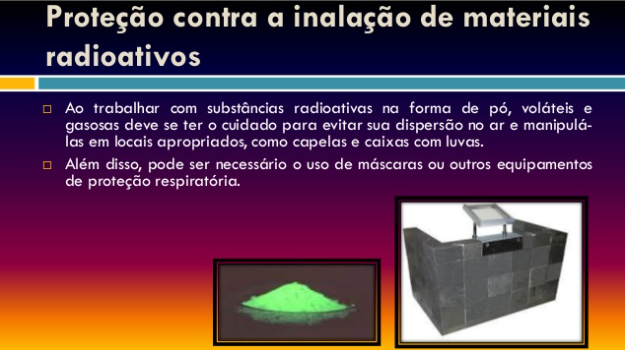 Proteção contra a inalação de materiais
radioativos
Ao trabalhar com substâncias radioativas na forma de pó, voláteis e
gasosas deve se ter o cuidado para evitar sua dispersão no ar e manipulá-
las em locais apropriados, como capelas e caixas com luvas.
Além disso, pode ser necessário o uso de máscaras ou outros equipamentos
de proteção respiratória.